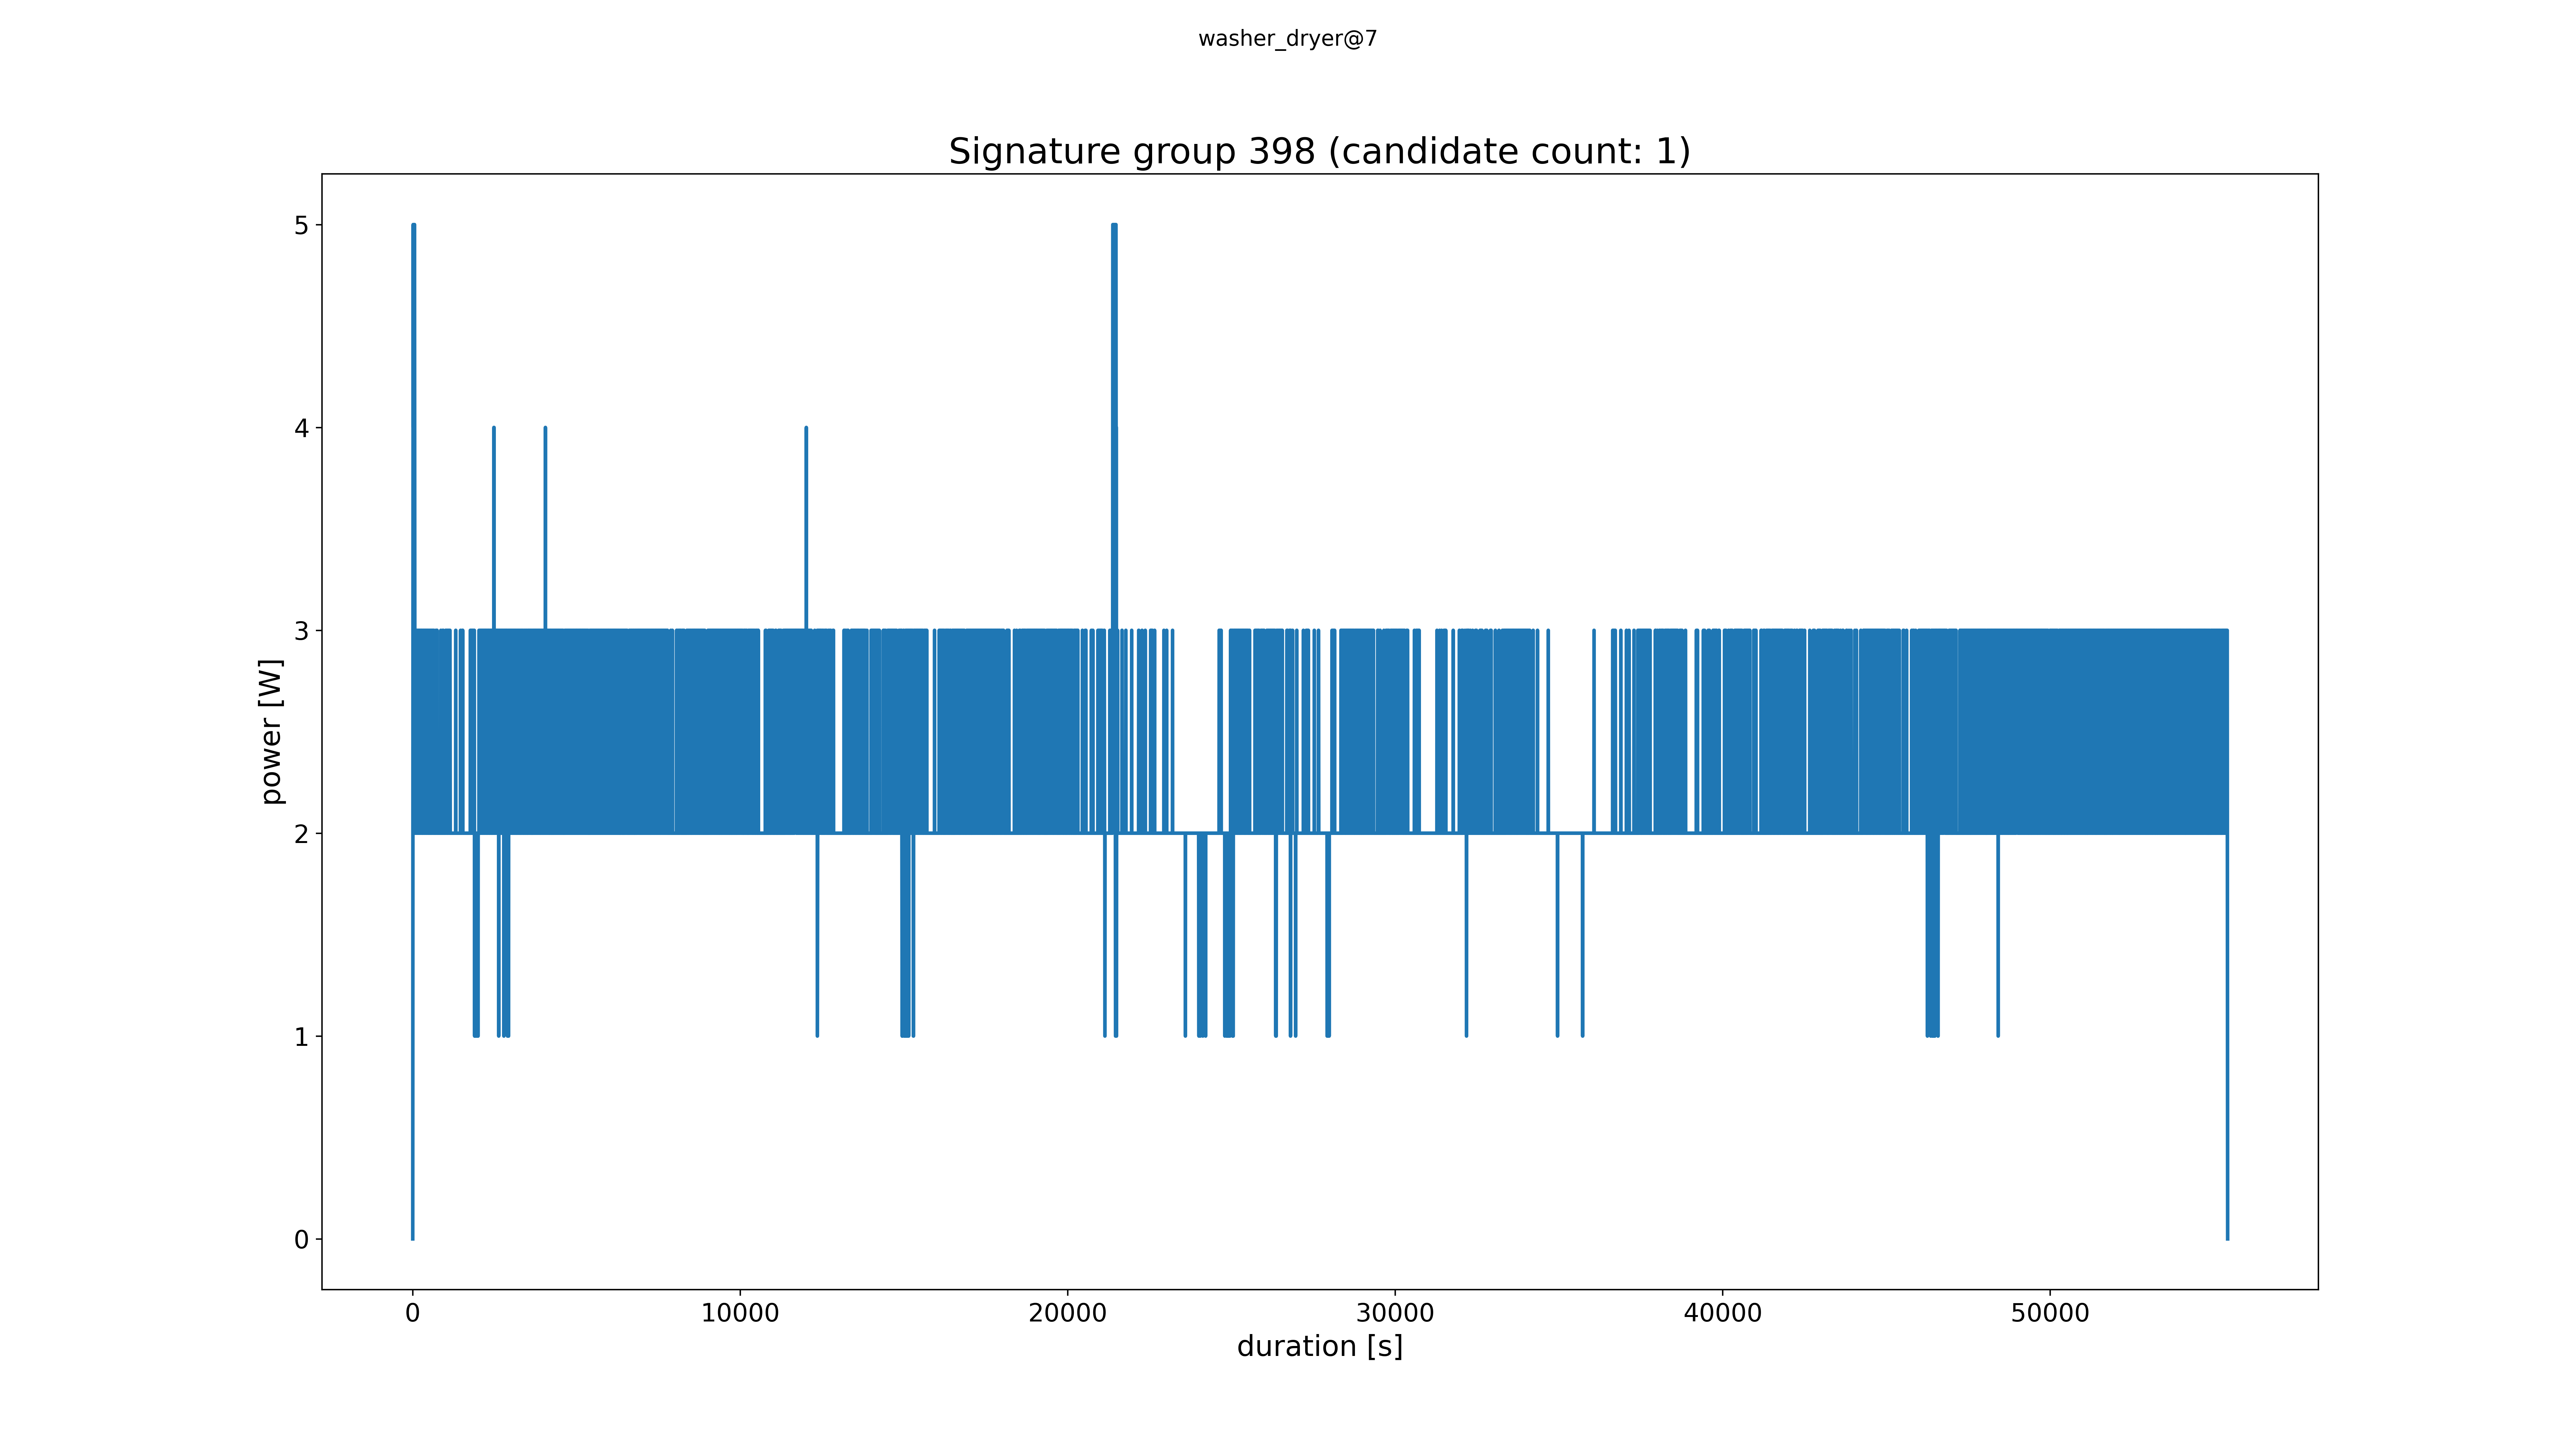 washer_dryer@7
Signature group 398 (candidate count: 1)
5
4
3
2
1
0
power [W]
0 10000 20000 30000 40000 50000
duration [s]